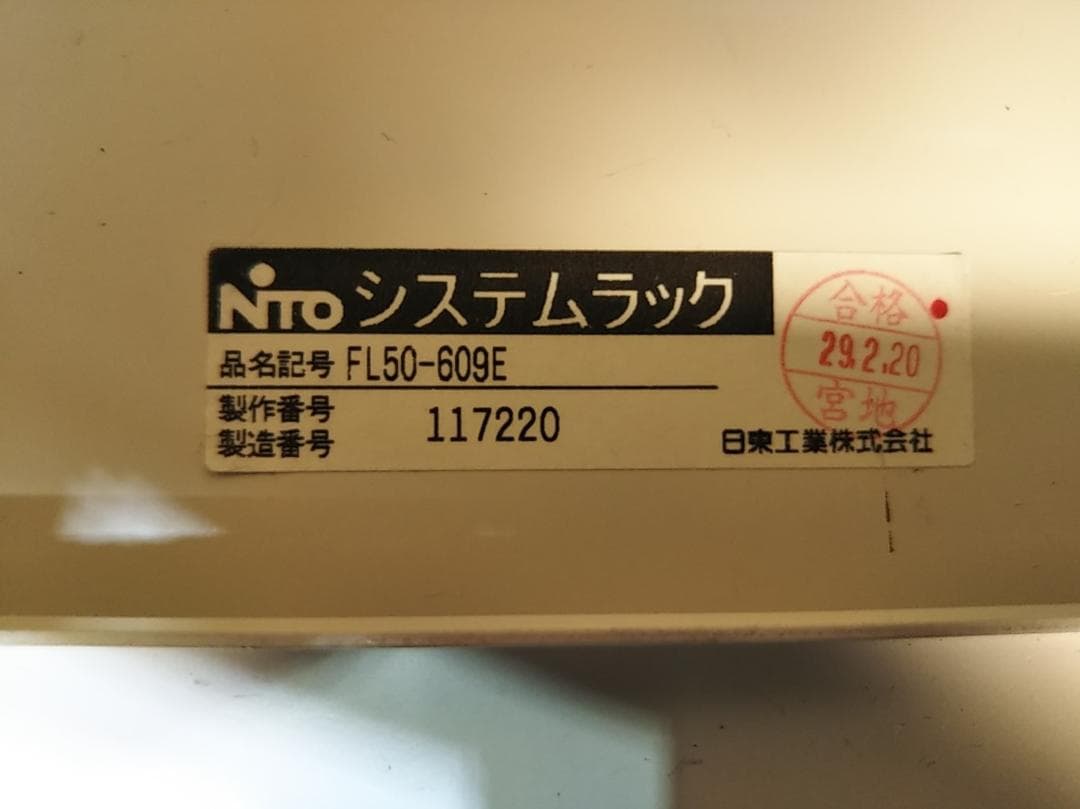 NiTO システムラック
品名記号 FL50-609E
製作番号
製造番号
117220
合格
29.2.20
宮地
日東工業株式会社